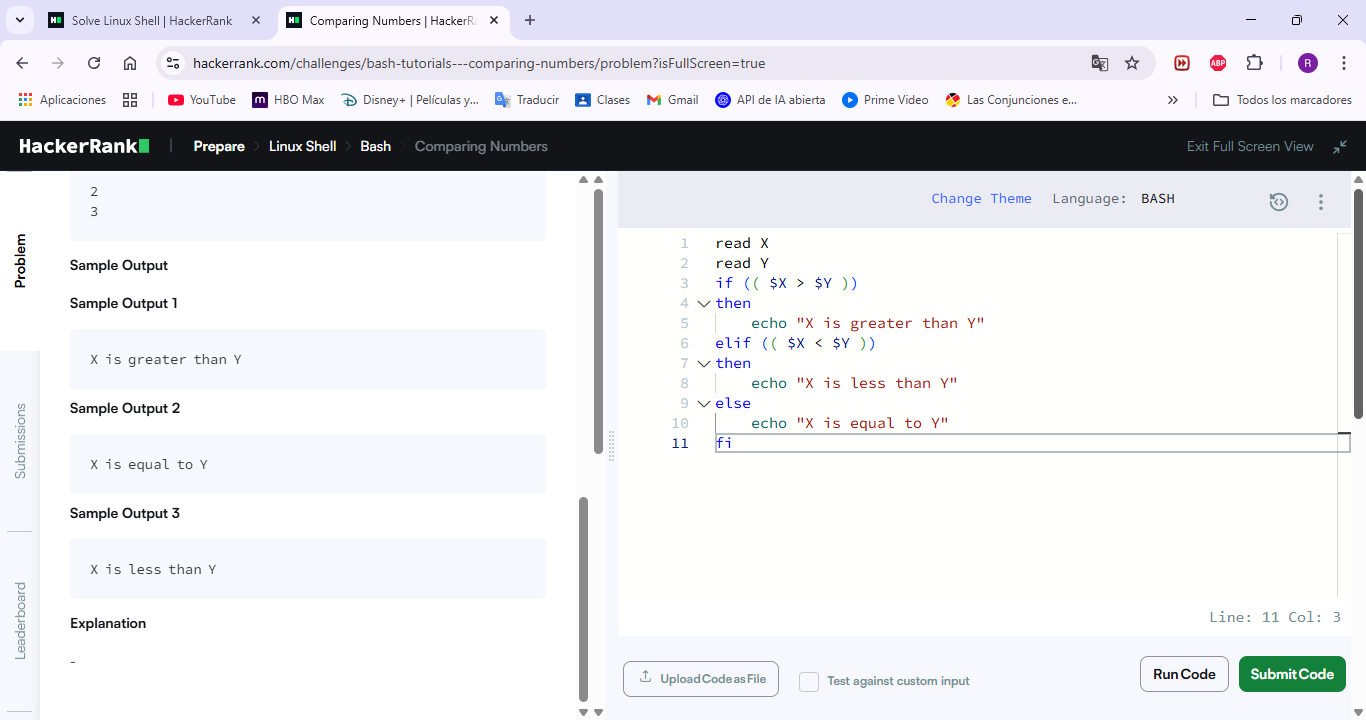 Solve Linux Shell | HackerRank
Comparing Numbers | HackerRa
hackerrank.com/challenges/bash-tutorials---comparing-numbers/problem?isFullScreen=true
ABP
R
Aplicaciones
YouTube
m HBO Max
Disney+ | Películas y...
Traducir
Clases
Gmail
API de IA abierta
Prime Video
Las Conjunciones e...
»
Todos los marcadores
HackerRank
Prepare
Linux Shell
Bash
Comparing Numbers
Exit Full Screen View
Problem
Submissions
Leaderboard
2
3
Sample Output
Sample Output 1
X is greater than Y
Sample Output 2
X is equal to Y
Sample Output 3
X is less than Y
Explanation
-
Change Theme Language: BASH
1 read X
2 read Y
3 if (( $X > $Y ))
4 then
5 echo "X is greater than Y"
6 elif (( $X < $Y ))
7 then
8 echo "X is less than Y"
9 else
10 echo "X is equal to Y"
11 fi
Line: 11 Col: 3
Upload Code as File
Test against custom input
Run Code
Submit Code